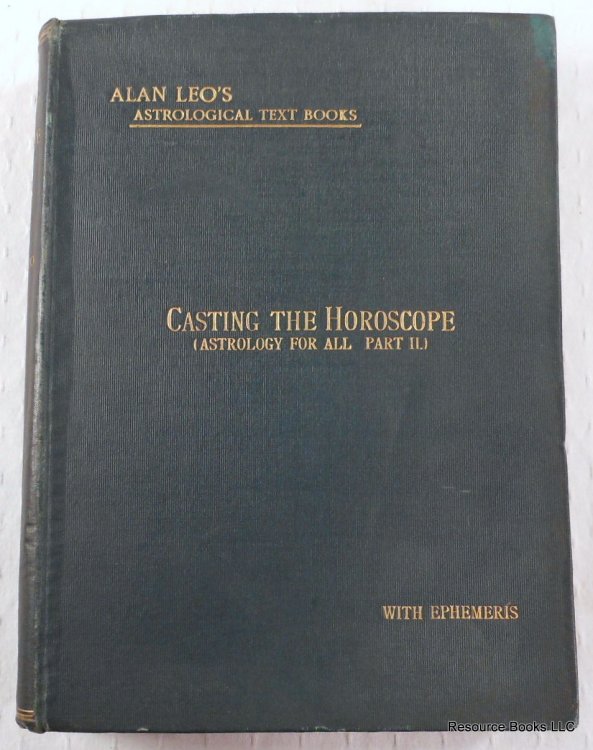 ALAN LEO'S
ASTROLOGICAL TEXT BOOKS
CASTING THE HOROSCOPE
(ASTROLOGY FOR ALL PART II.)
WITH EPHEMERIS
Resource Books LLC